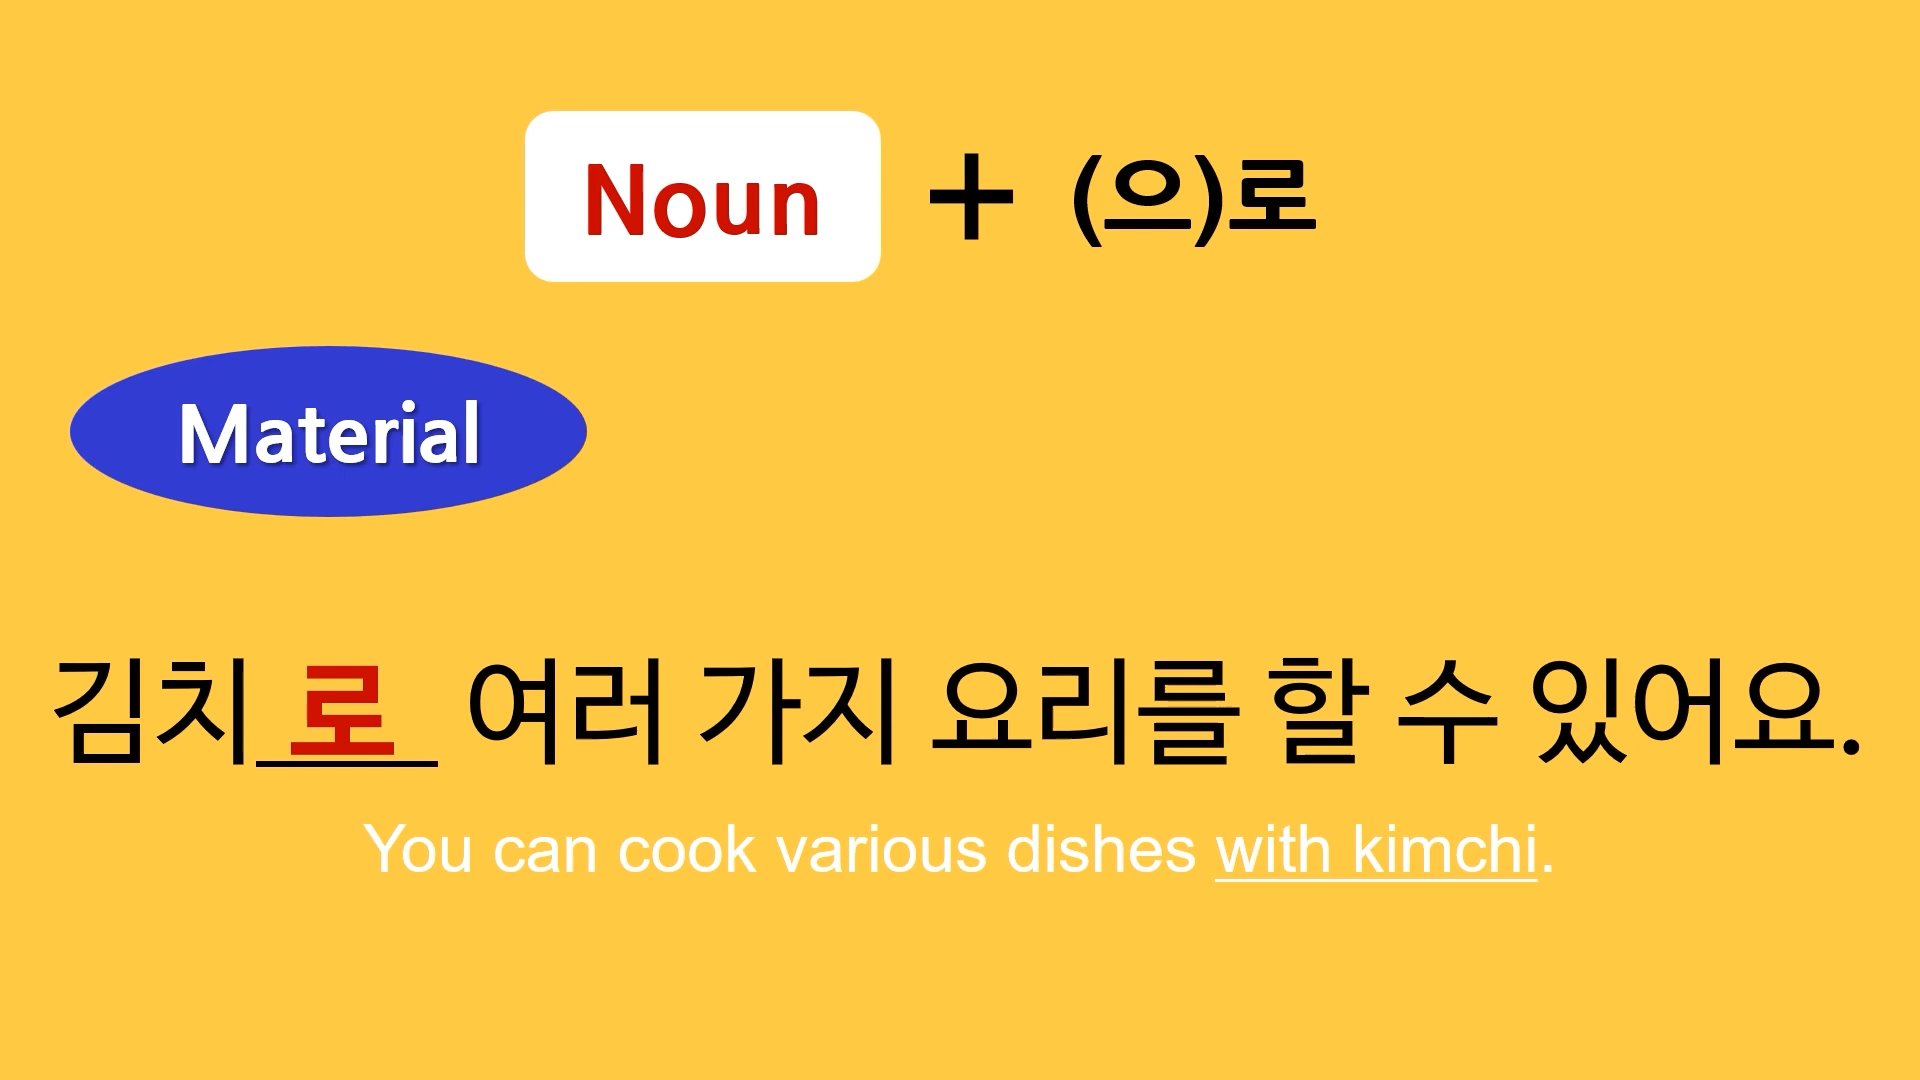 Noun + (으)로
Material
김치 로 여러 가지 요리를 할 수 있어요.
You can cook various dishes with kimchi.